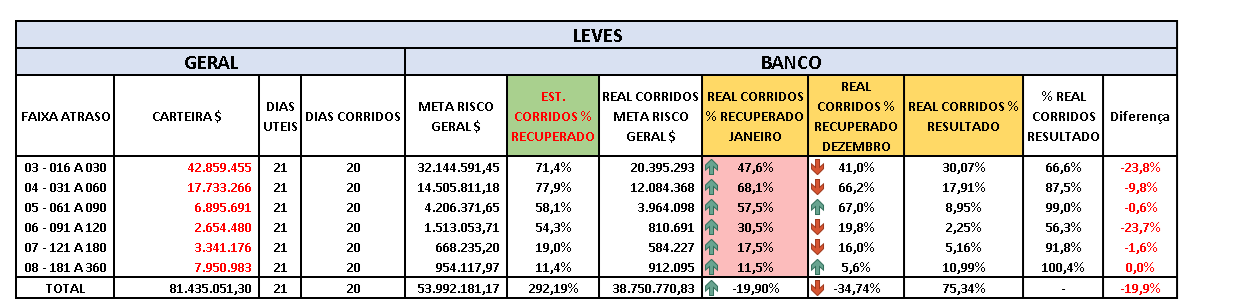 LEVES
GERAL BANCO
FAIXA ATRASO CARTEIRA $ DIAS UTEIS DIAS CORRIDOS META RISCO GERAL $ EST. CORRIDOS % RECUPERADO REAL CORRIDOS META RISCO GERAL $ REAL CORRIDOS % RECUPERADO JANEIRO REAL CORRIDOS % RECUPERADO DEZEMBRO REAL CORRIDOS % RESULTADO % REAL CORRIDOS RESULTADO Diferença
03 - 016 A 030 42.859.455 21 20 32.144.591,45 71,4% 20.395.293 47,6% 41,0% 30,07% 66,6% -23,8%
04 - 031 A 060 17.733.266 21 20 14.505.811,18 77,9% 12.084.368 68,1% 66,2% 17,91% 87,5% -9,8%
05 - 061 A 090 6.895.691 21 20 4.206.371,65 58,1% 3.964.098 57,5% 67,0% 8,95% 99,0% -0,6%
06 - 091 A 120 2.654.480 21 20 1.513.053,71 54,3% 810.691 30,5% 19,8% 2,25% 56,3% -23,7%
07 - 121 A 180 3.341.176 21 20 668.235,20 19,0% 584.227 17,5% 16,0% 5,16% 91,8% -1,6%
08 - 181 A 360 7.950.983 21 20 954.117,97 11,4% 912.095 11,5% 5,6% 10,99% 100,4% 0,0%
TOTAL 81.435.051,30 21 20 53.992.181,17 292,19% 38.750.770,83 -19,90% -34,74% 75,34% - -19,9%